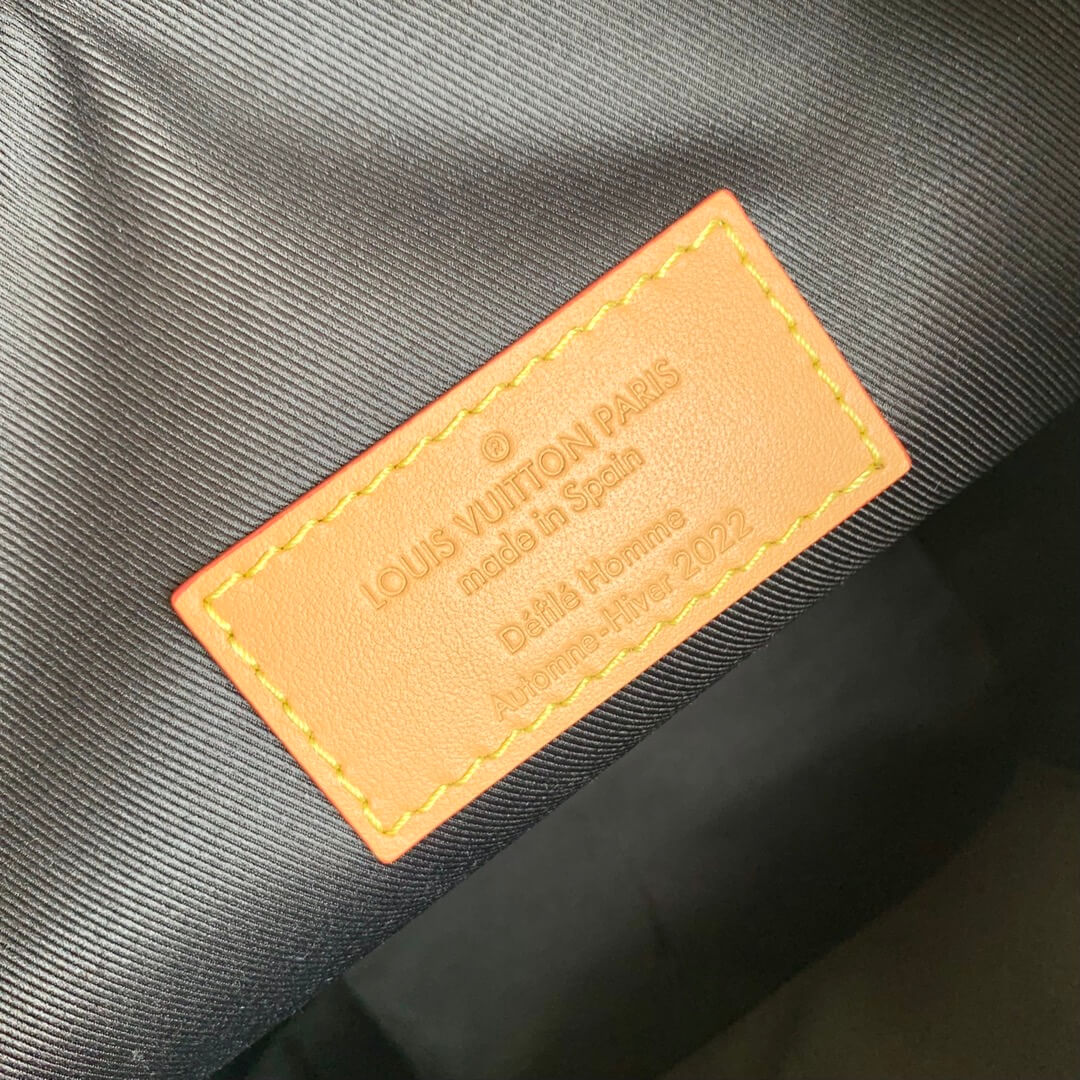 ®
LOUIS VUITTON PARIS
made in Spain
Défilé Homme
Automne-Hiver 2022